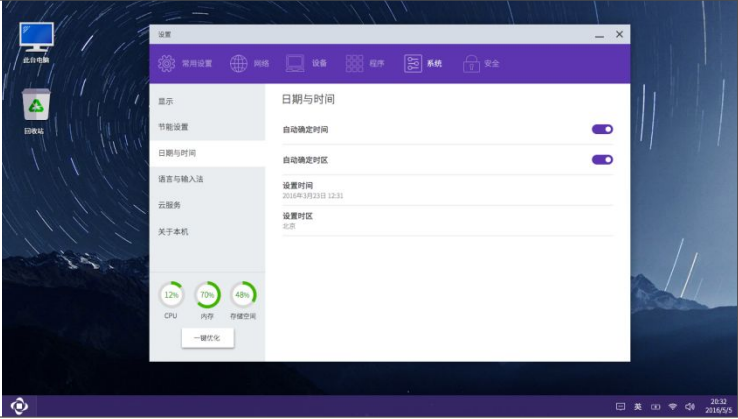 此台电脑
回收站
设置
常用设置
网络
设备
程序
系统
安全
显示
节能设置
日期与时间
语言与输入法
云服务
关于本机
12%
70%
48%
CPU
内存
存储空间
一键优化
日期与时间
自动确定时间
自动确定时区
设置时间
2016年3月23日 12:31
设置时区
北京
英
20:32
2016/5/5